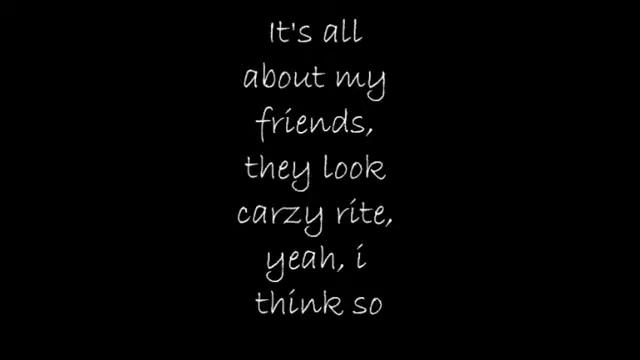 It's all
about my
friends,
they look
carzy rite,
yeah, i
think so